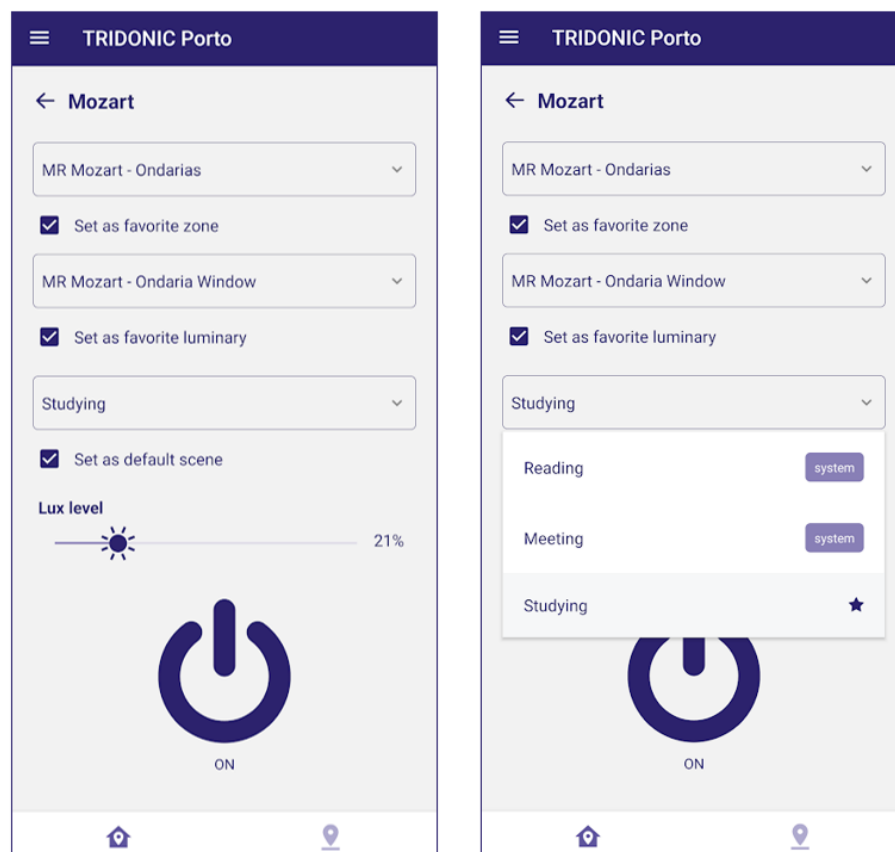 TRIDONIC Porto
Mozart
MR Mozart - Ondarias
Set as favorite zone
MR Mozart - Ondaria Window
Set as favorite luminary
Studying
Set as default scene
Lux level
21%
ON
TRIDONIC Porto
Mozart
MR Mozart - Ondarias
Set as favorite zone
MR Mozart - Ondaria Window
Set as favorite luminary
Studying
Reading system
Meeting system
Studying
ON